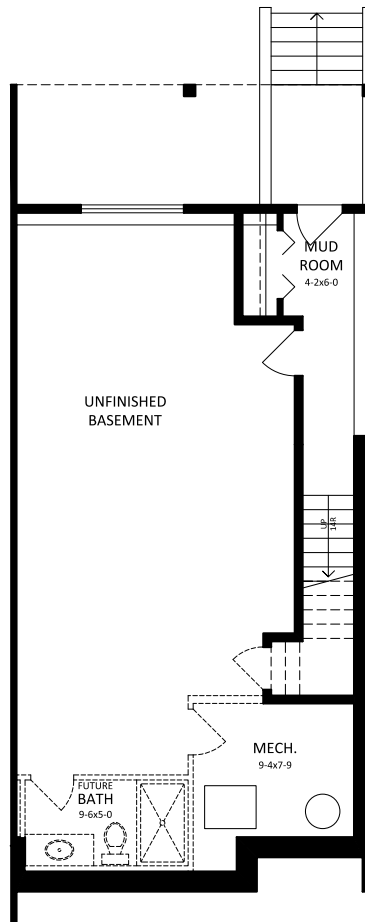 MUD
ROOM
4-2x6-0
UNFINISHED
BASEMENT
UP
14R
MECH.
9-4x7-9
FUTURE
BATH
9-6x5-0